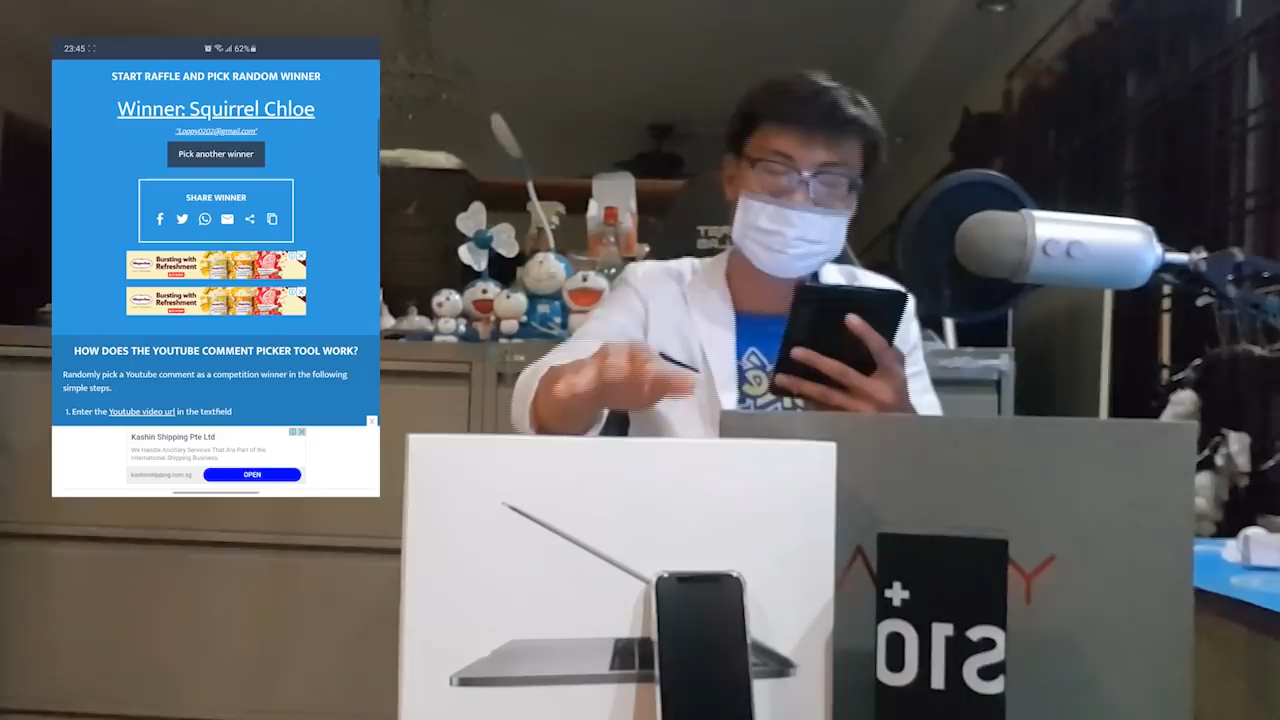 23:45
62%
START RAFFLE AND PICK RANDOM WINNER
Winner: Squirrel Chloe
"Loppy0202@gmail.com"
Pick another winner
SHARE WINNER
Bursting with
Refreshment
Bursting with
Refreshment
HOW DOES THE YOUTUBE COMMENT PICKER TOOL WORK?
Randomly pick a Youtube comment as a competition winner in the following
simple steps.
1. Enter the Youtube video url in the textfield
Kashin Shipping Pte Ltd
We Handle Ancillary Services That Are Part of the
International Shipping Business.
kashinshipping.com.sg
OPEN
S10
+